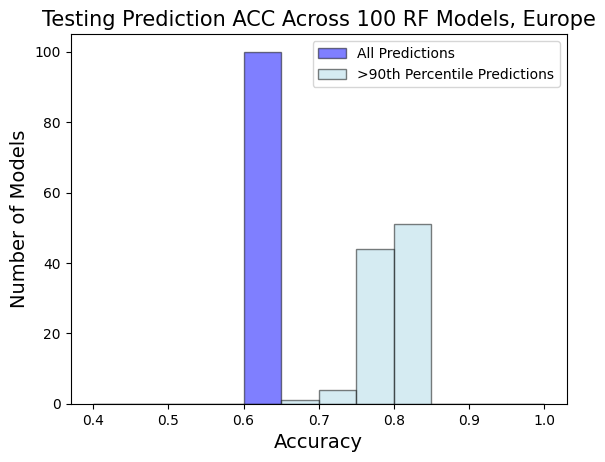 Testing Prediction ACC Across 100 RF Models, Europe
All Predictions
>90th Percentile Predictions
Number of Models
100
80
60
40
20
0
0.4 0.5 0.6 0.7 0.8 0.9 1.0
Accuracy